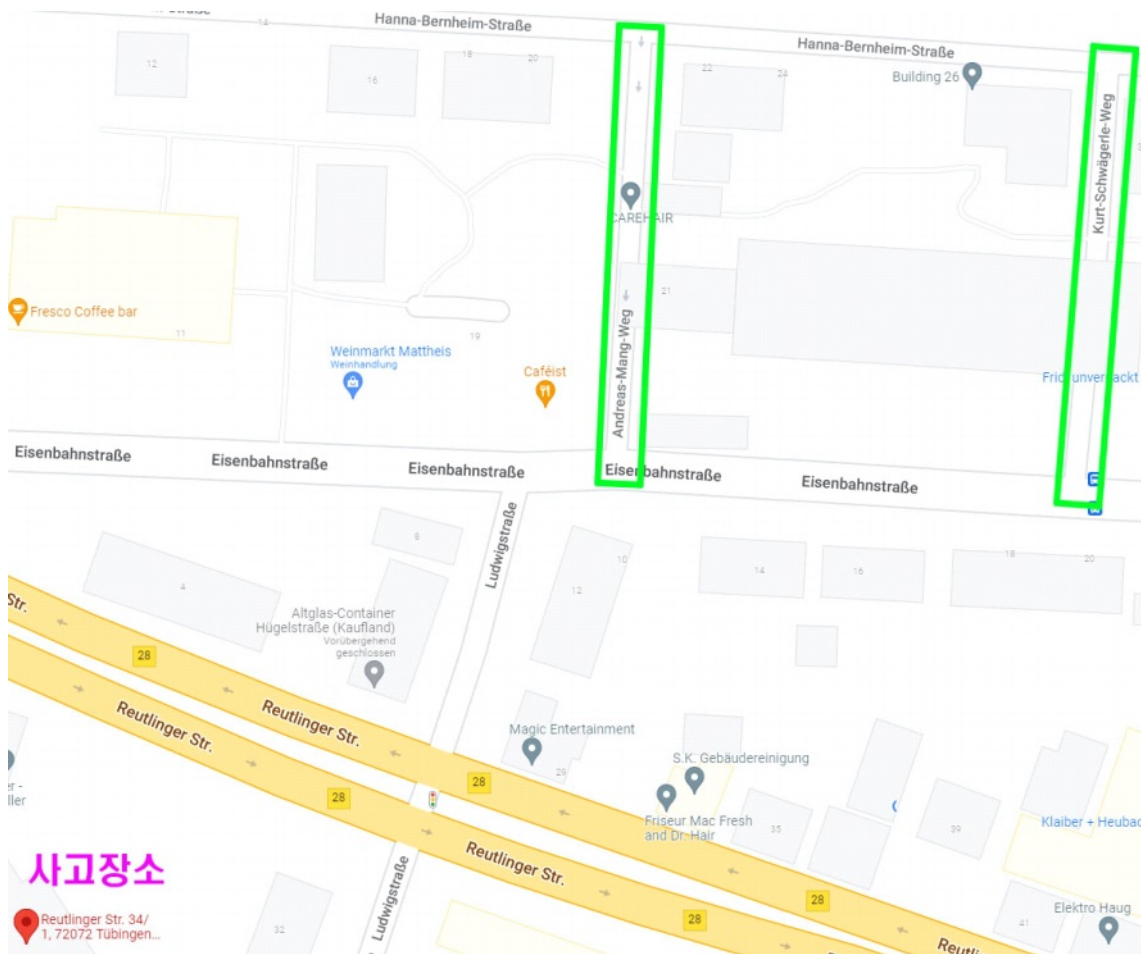 Straße
14
Hanna-Bernheim-Straße
Hanna-Bernheim-Straße
12
16
18
20
22
24
Building 26
Kurt-Schwägerle-Weg
CAREHAIR
21
Fresco Coffee bar
11
19
Weinmarkt Mattheis
Weinhandlung
Caféist
Andreas-Mang-Weg
Eisenbahnstraße
Eisenbahnstraße
Eisenbahnstraße
Eisenbahnstraße
Eisenbahnstraße
Ludwigstraße
8
4
10
12
14
16
18
20
Altglas-Container
Hügelstraße (Kaufland)
Vorübergehend
geschlossen
Str.
28
Reutlinger Str.
Reutlinger Str.
Magic Entertainment
29
S.K. Gebäudereinigung
28
28
Friseur Mac Fresh
and Dr. Hair
35
39
Klaiber + Heubac
er -
ller
Reutlinger Str.
사고장소
Reutlinger Str. 34/
1, 72072 Tübingen...
32
Ludwigstraße
28
28
41
Elektro Haug
Reutl